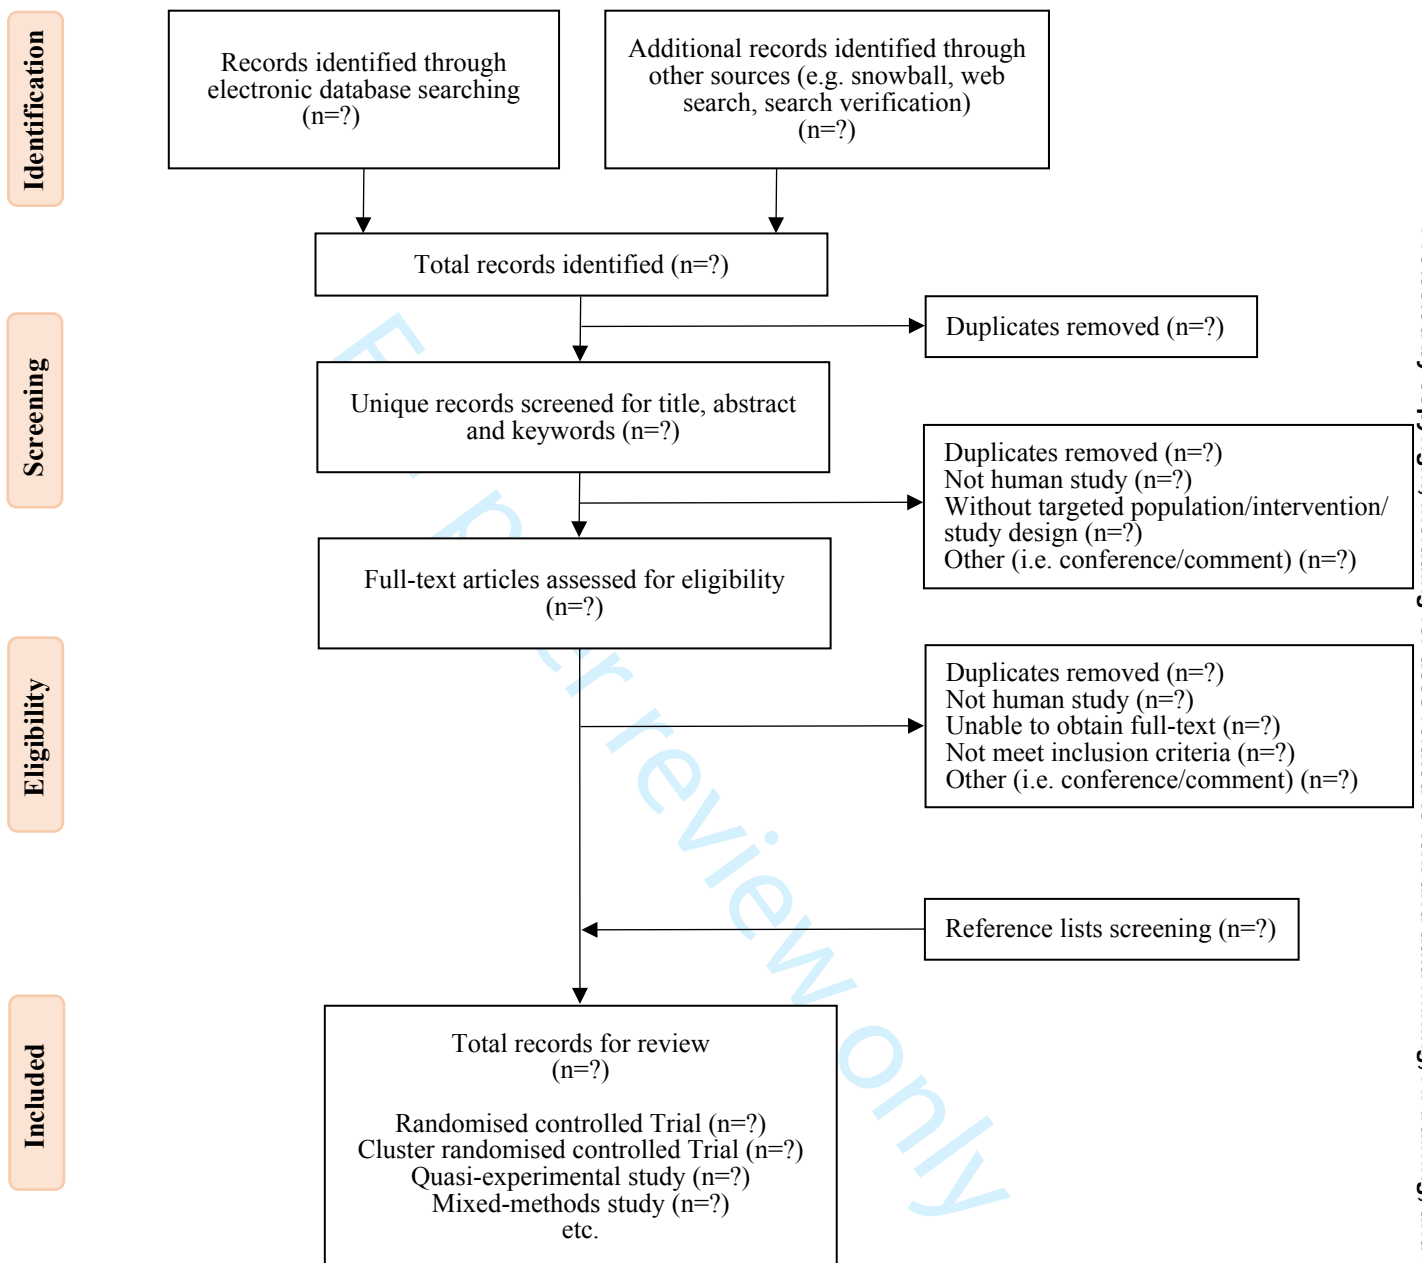 Identification
Records identified through
electronic database searching
(n=?)
Additional records identified through
other sources (e.g. snowball, web
search, search verification)
(n=?)
Total records identified (n=?)
Duplicates removed (n=?)
Screening
Unique records screened for title, abstract
and keywords (n=?)
Duplicates removed (n=?)
Not human study (n=?)
Without targeted population/intervention/
study design (n=?)
Other (i.e. conference/comment) (n=?)
Full-text articles assessed for eligibility
(n=?)
Eligibility
Duplicates removed (n=?)
Not human study (n=?)
Unable to obtain full-text (n=?)
Not meet inclusion criteria (n=?)
Other (i.e. conference/comment) (n=?)
Reference lists screening (n=?)
Included
Total records for review
(n=?)
Randomised controlled Trial (n=?)
Cluster randomised controlled Trial (n=?)
Quasi-experimental study (n=?)
Mixed-methods study (n=?)
etc.
review only